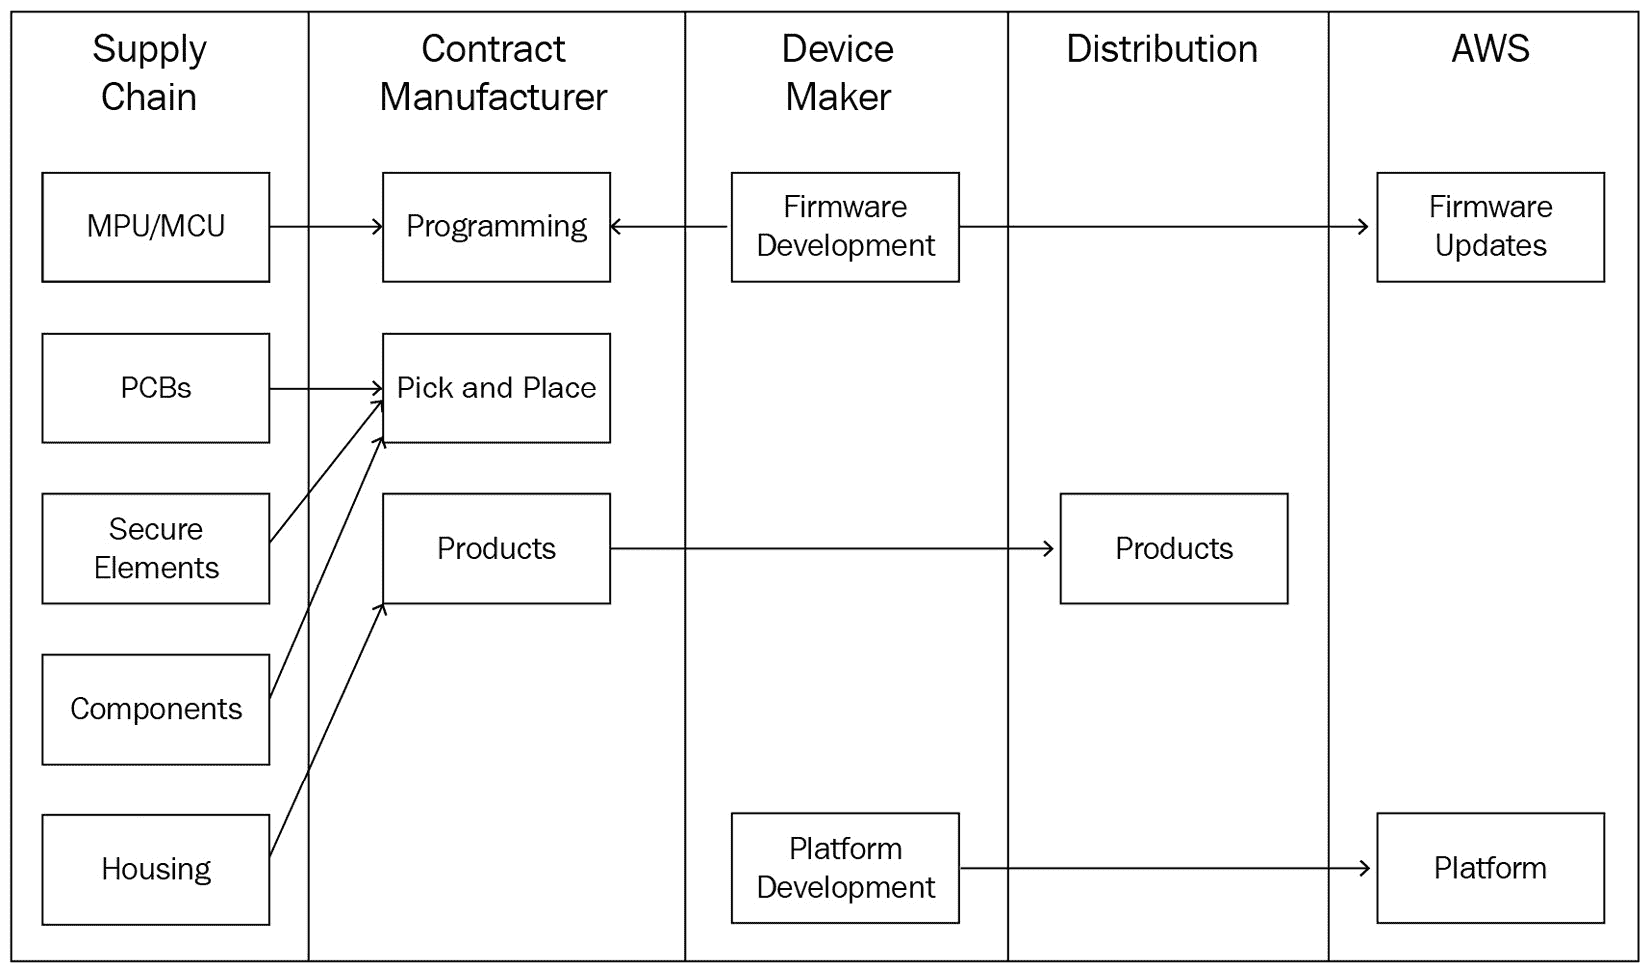 Supply
Chain
Contract
Manufacturer
Device
Maker
Distribution
AWS
MPU/MCU
Programming
Firmware
Development
Firmware
Updates
PCBs
Pick and Place
Secure
Elements
Products
Products
Components
Housing
Platform
Development
Platform